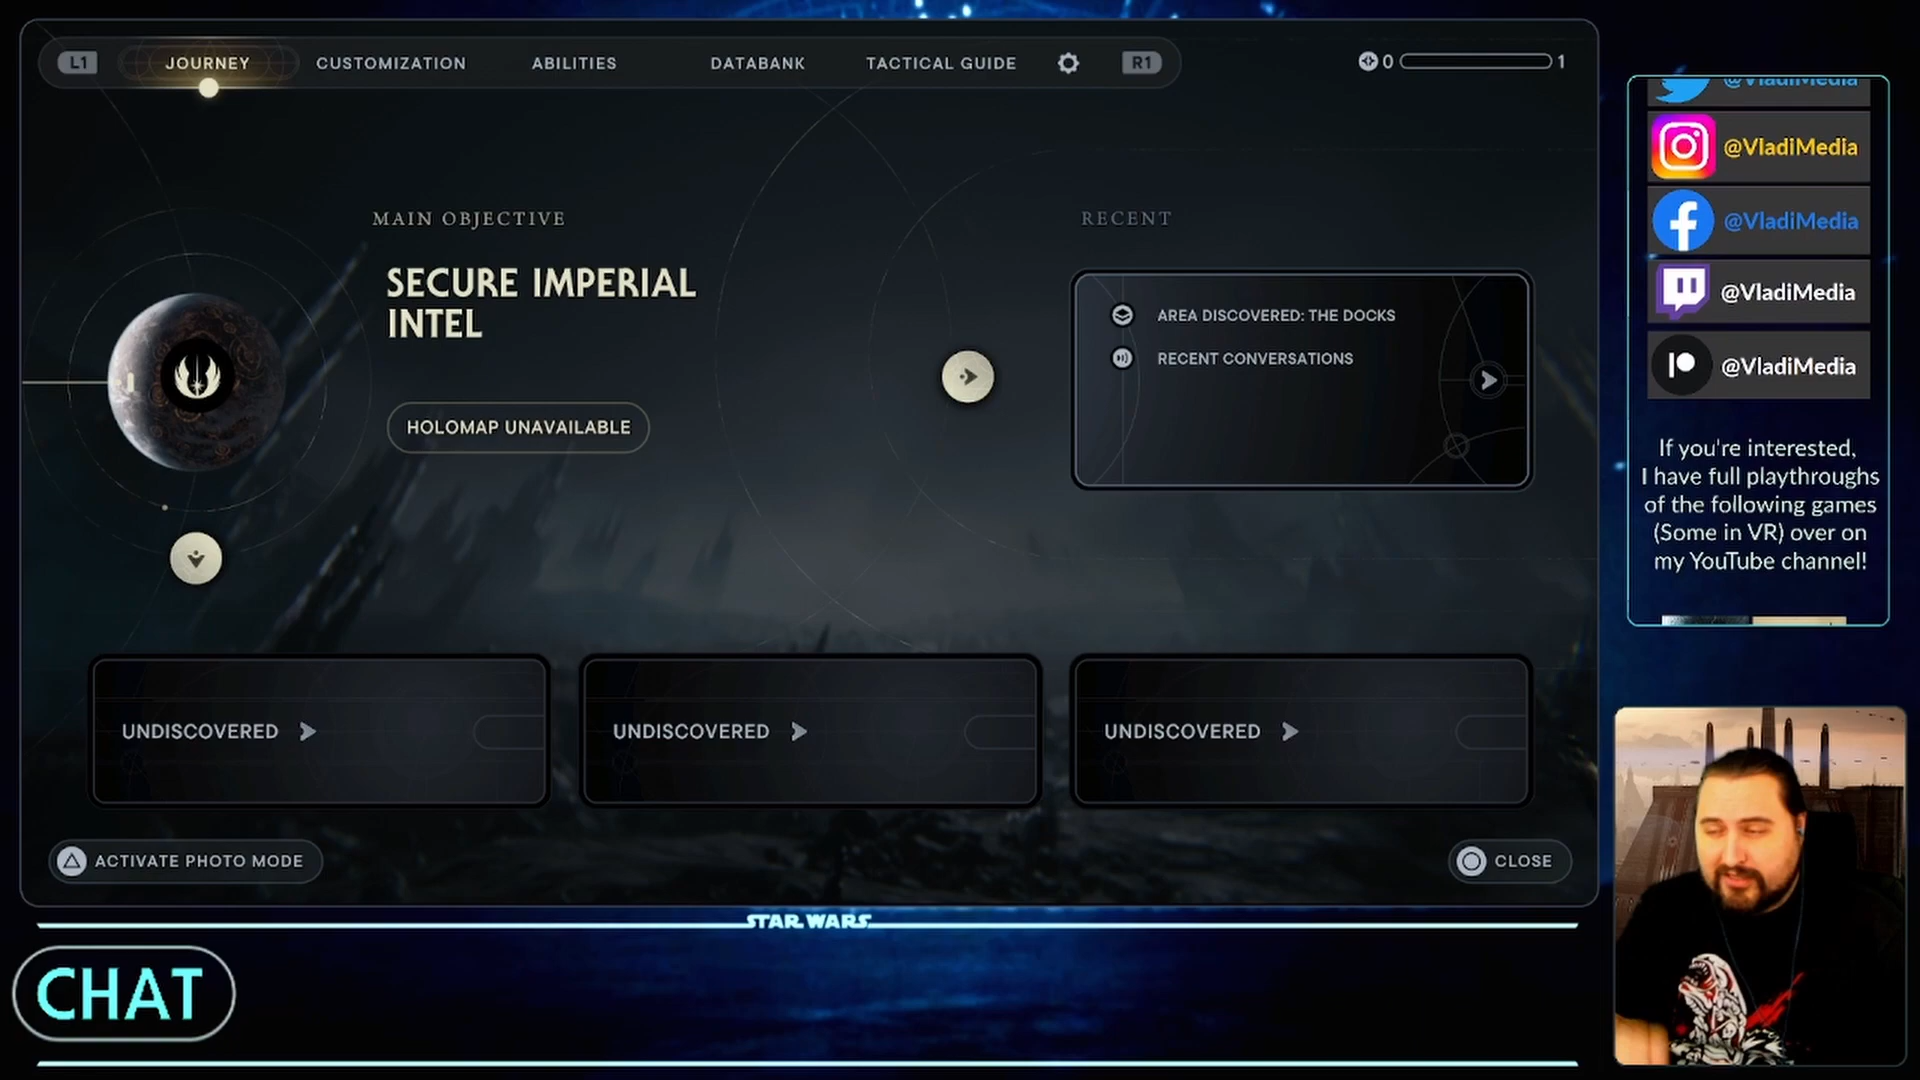 L1
JOURNEY
CUSTOMIZATION
ABILITIES
DATABANK
TACTICAL GUIDE
R1
0
1
MAIN OBJECTIVE
SECURE IMPERIAL
INTEL
HOLOMAP UNAVAILABLE
RECENT
AREA DISCOVERED: THE DOCKS
RECENT CONVERSATIONS
UNDISCOVERED
UNDISCOVERED
UNDISCOVERED
ACTIVATE PHOTO MODE
CLOSE
STAR WARS
CHAT
@VladiMedia
@VladiMedia
@VladiMedia
@VladiMedia
@VladiMedia
If you're interested,
I have full playthroughs
of the following games
(Some in VR) over on
my YouTube channel!